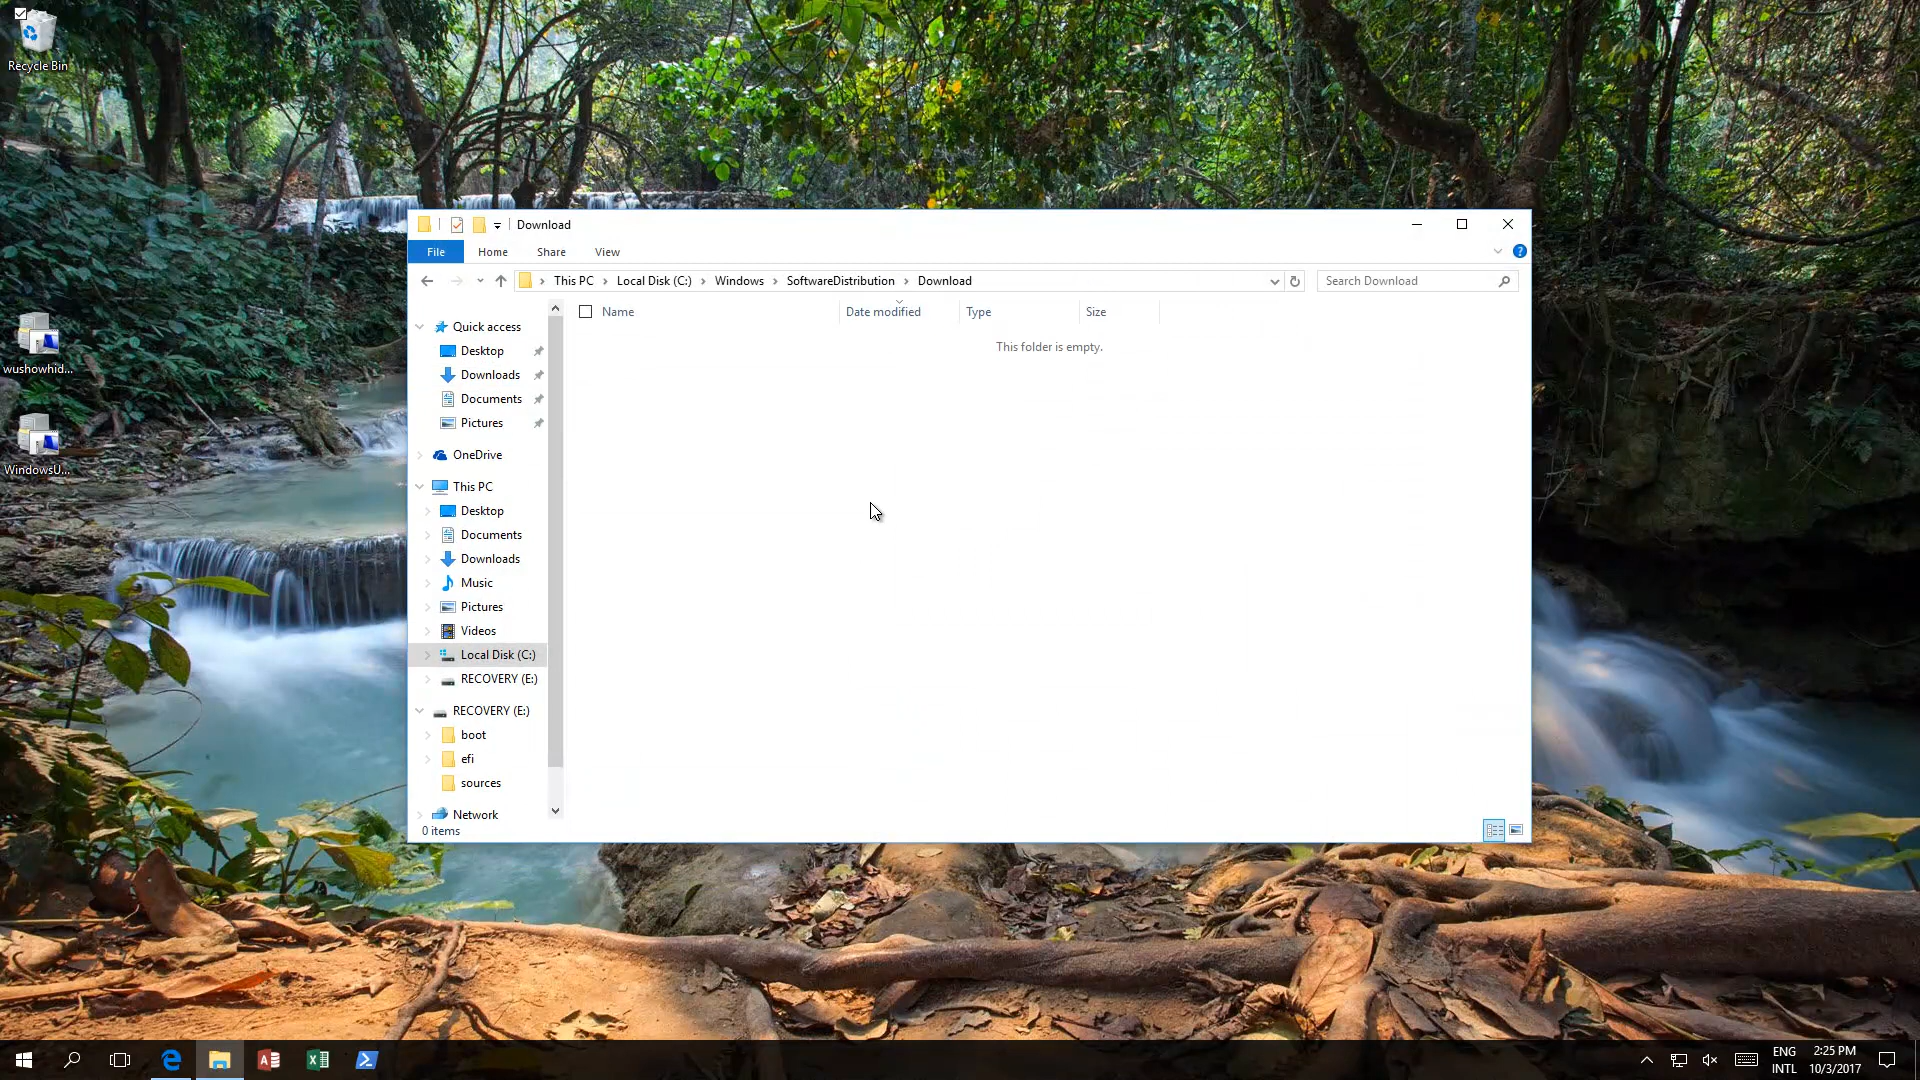 Recycle Bin
wushowhid...
WindowsU...
Download
File Home Share View
This PC Local Disk (C:) Windows SoftwareDistribution Download
Search Download
Name Date modified Type Size
This folder is empty.
Quick access
Desktop
Downloads
Documents
Pictures
OneDrive
This PC
Desktop
Documents
Downloads
Music
Pictures
Videos
Local Disk (C:)
RECOVERY (E:)
RECOVERY (E:)
boot
efi
sources
Network
0 items
ENG
INTL
2:25 PM
10/3/2017